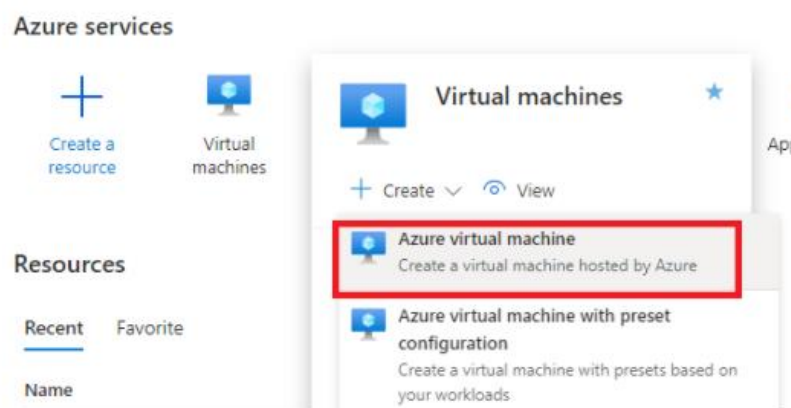 Azure services
Create a
resource
Virtual
machines
Virtual machines
Create
View
Azure virtual machine
Create a virtual machine hosted by Azure
Azure virtual machine with preset
configuration
Create a virtual machine with presets based on
your workloads
Resources
Recent
Favorite
Name